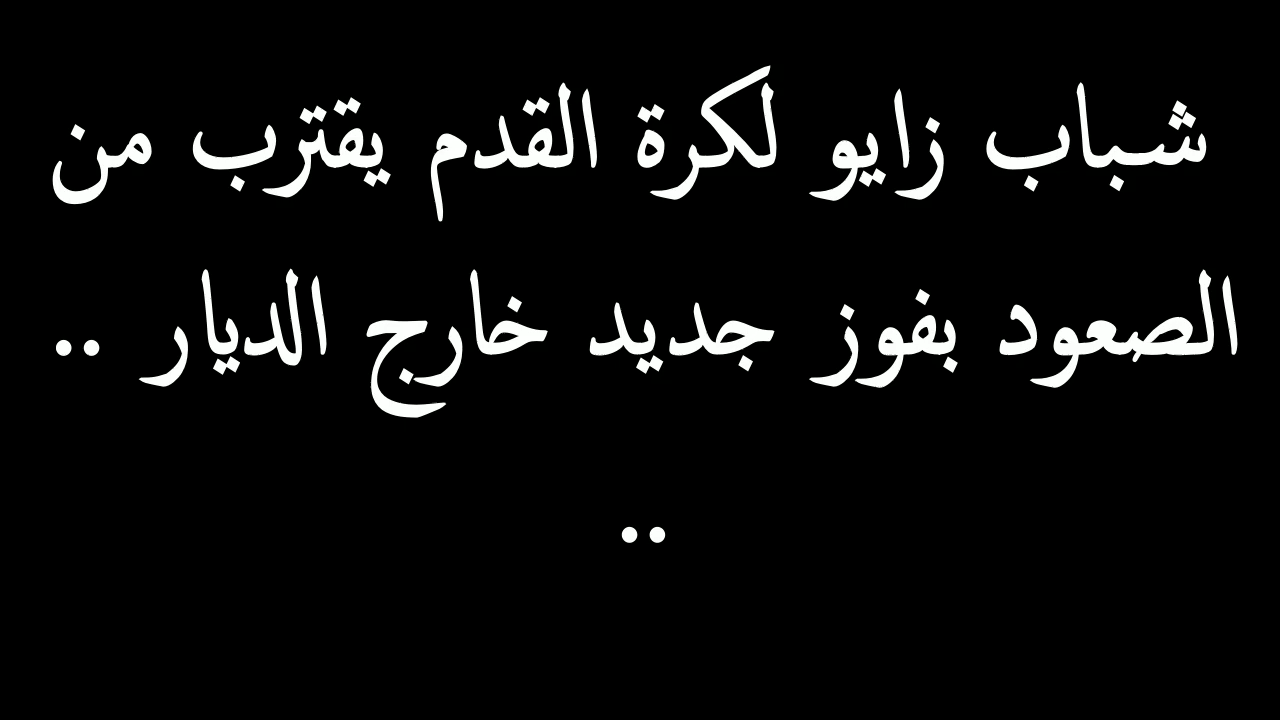 شباب زايو لكرة القدم يقترب من
الصعود بفوز جديد خارج الديار ..
..